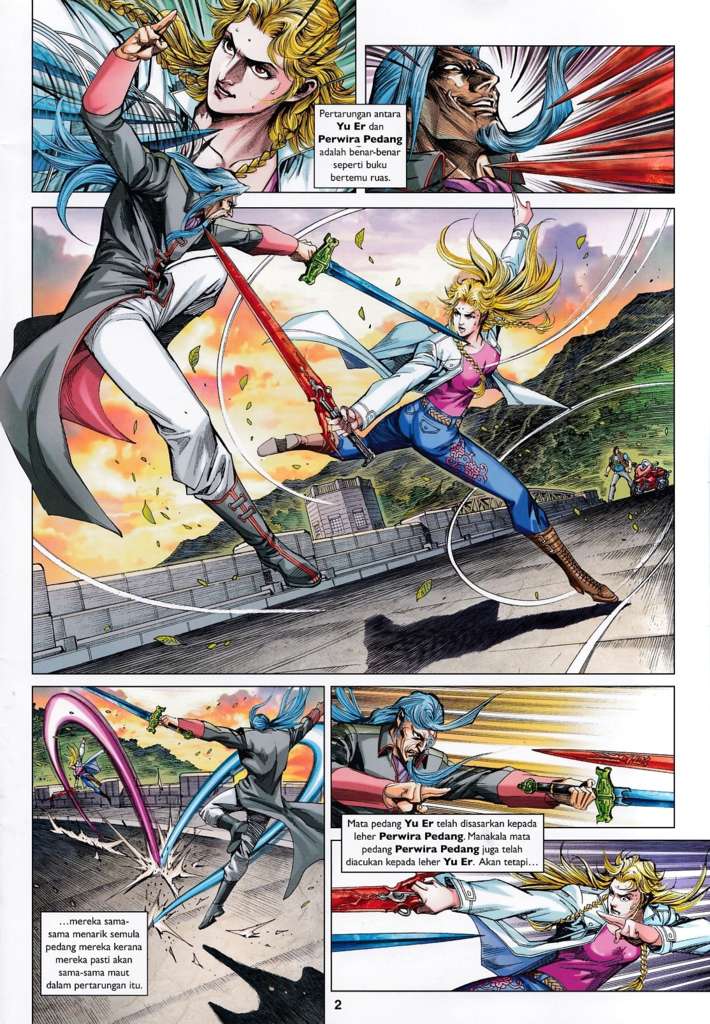 Pertarungan antara
Yu Er dan
Perwira Pedang
adalah benar-benar
seperti buku
bertemu ruas.
Mata pedang Yu Er telah disasarkan kepada
leher Perwira Pedang. Manakala mata
pedang Perwira Pedang juga telah
diacukan kepada leher Yu Er. Akan tetapi...
...mereka sama-
sama menarik semula
pedang mereka kerana
mereka pasti akan
sama-sama maut
dalam pertarungan itu.
2